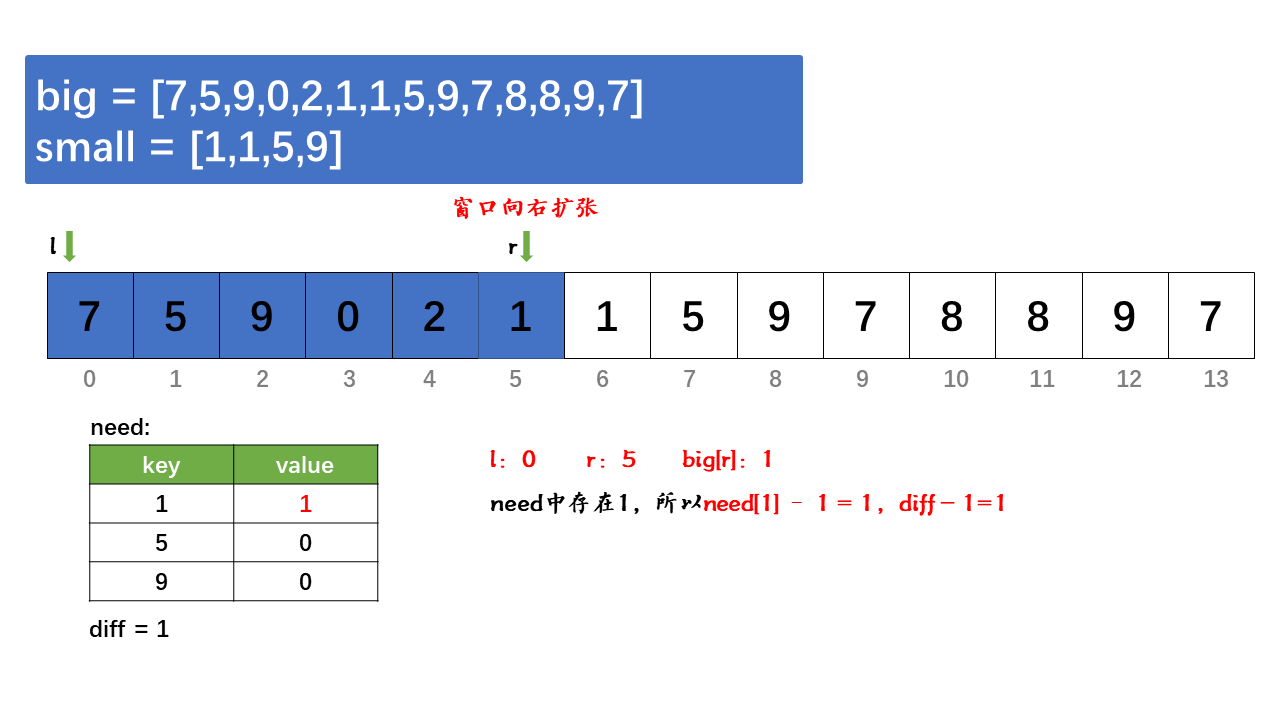 big = [7,5,9,0,2,1,1,5,9,7,8,8,9,7]
small = [1,1,5,9]
窗口向右扩张
l r
7 5 9 0 2 1 1 5 9 7 8 8 9 7
0 1 2 3 4 5 6 7 8 9 10 11 12 13
need:
key value
1 1
5 0
9 0
diff = 1
l: 0 r: 5 big[r]: 1
need中存在1，所以need[1] - 1 = 1，diff - 1=1